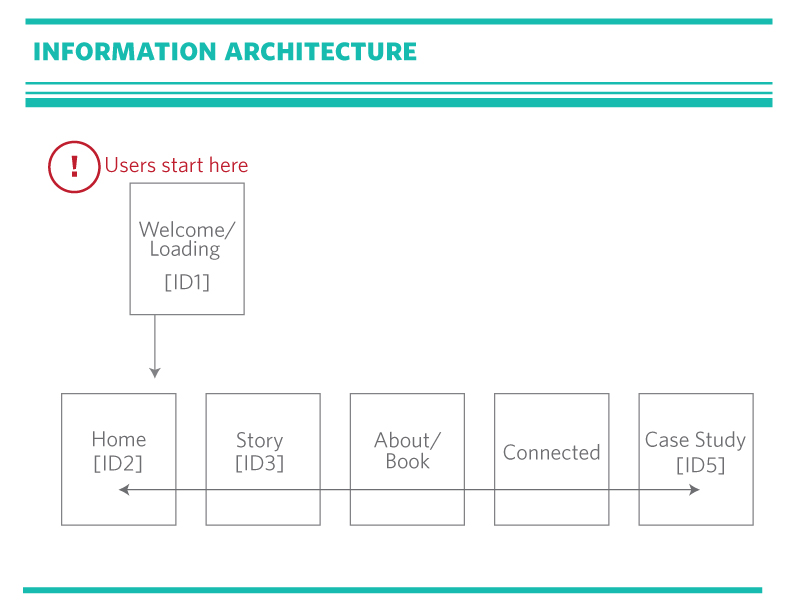 INFORMATION ARCHITECTURE
! Users start here
Welcome/
Loading
[ID1]
Home
[ID2]
Story
[ID3]
About/
Book
Connected
Case Study
[ID5]